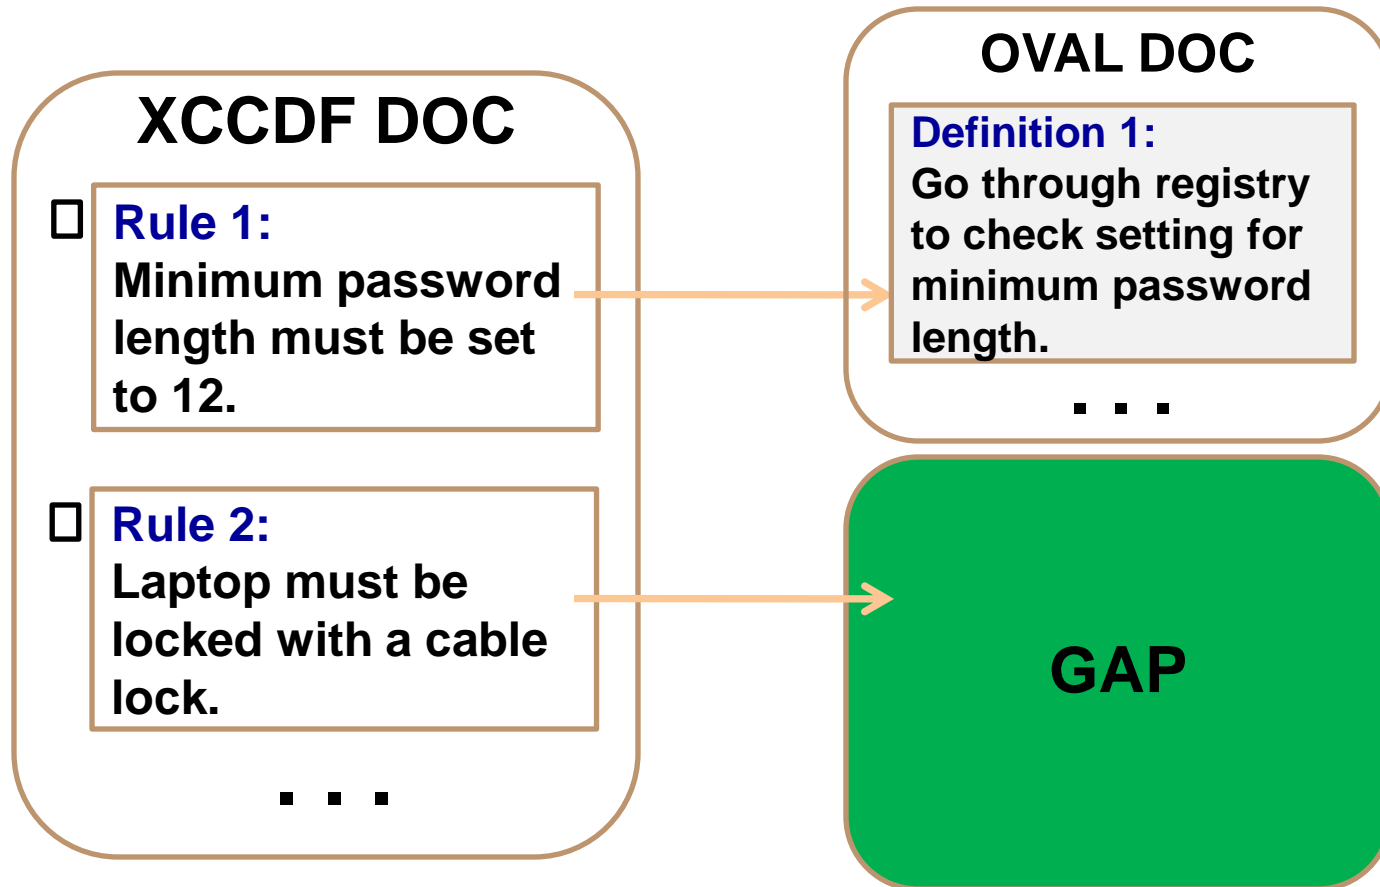 XCCDF DOC
Rule 1:
Minimum password
length must be set
to 12.
Rule 2:
Laptop must be
locked with a cable
lock.
. . .
OVAL DOC
Definition 1:
Go through registry
to check setting for
minimum password
length.
. . .
GAP